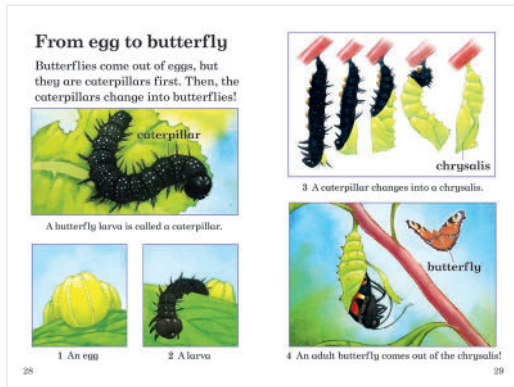 From egg to butterfly
Butterflies come out of eggs, but
they are caterpillars first. Then, the
caterpillars change into butterflies!
caterpillar
A butterfly larva is called a caterpillar.
1 An egg
2 A larva
28
chrysalis
3 A caterpillar changes into a chrysalis.
butterfly
4 An adult butterfly comes out of the chrysalis!
29